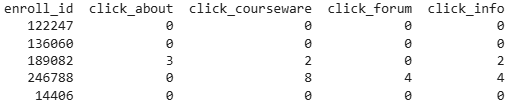 enroll_id click_about click_courseware click_forum click_info
122247 0 0 0 0
136060 0 0 0 0
189082 3 2 0 2
246788 0 8 4 4
14406 0 0 0 0